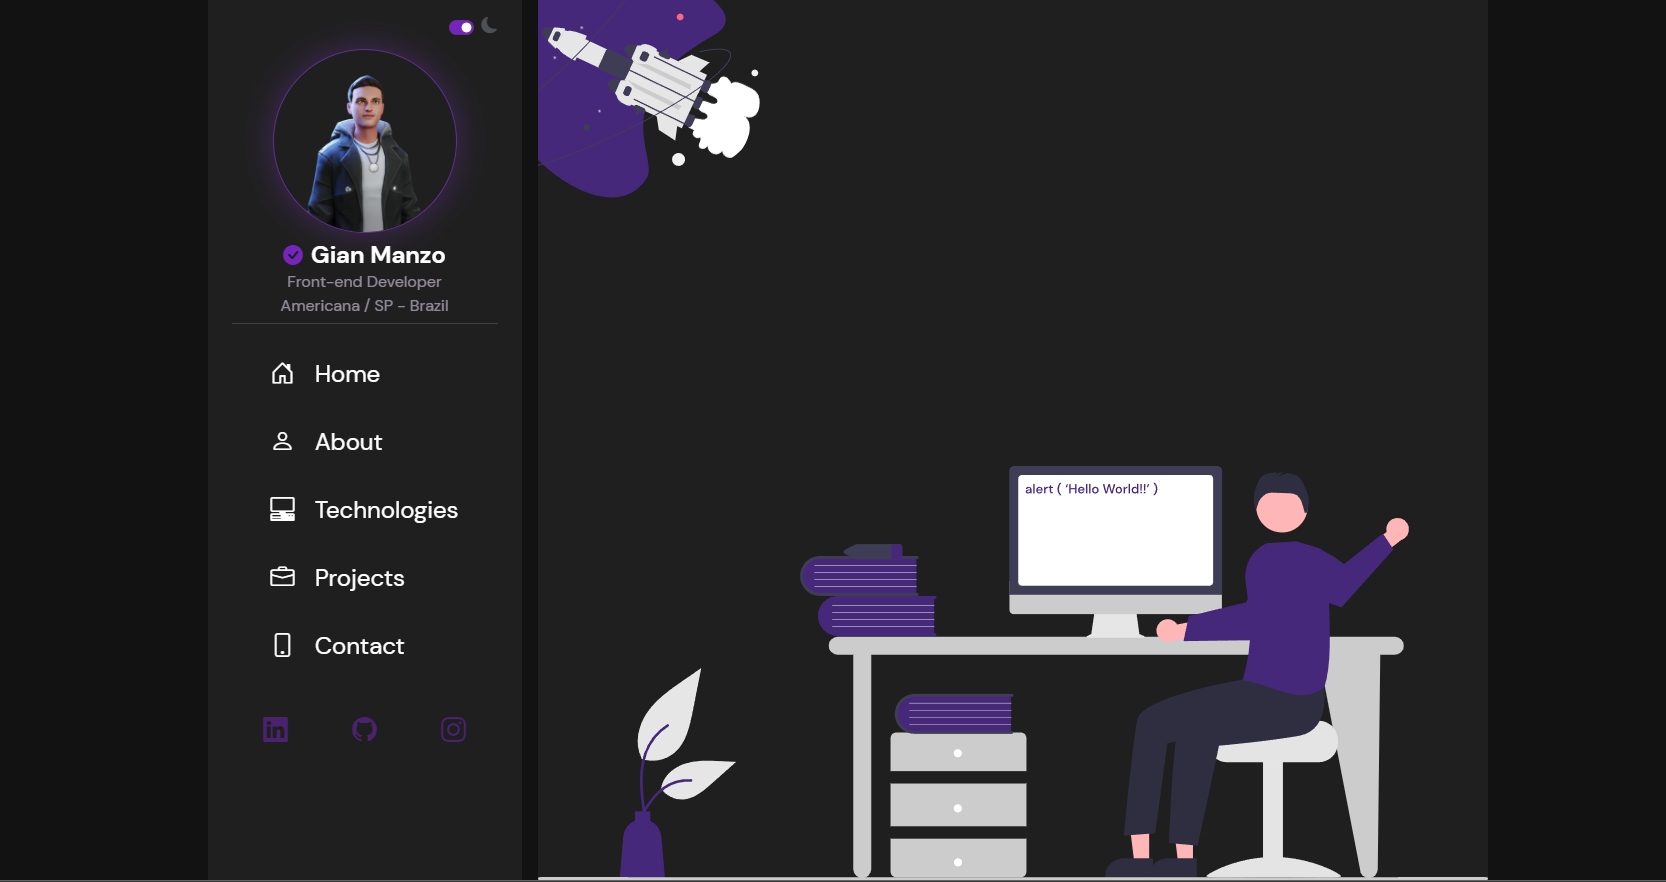 Gian Manzo
Front-end Developer
Americana / SP - Brazil
Home
About
Technologies
Projects
Contact
alert ( ‘Hello World!!’ )